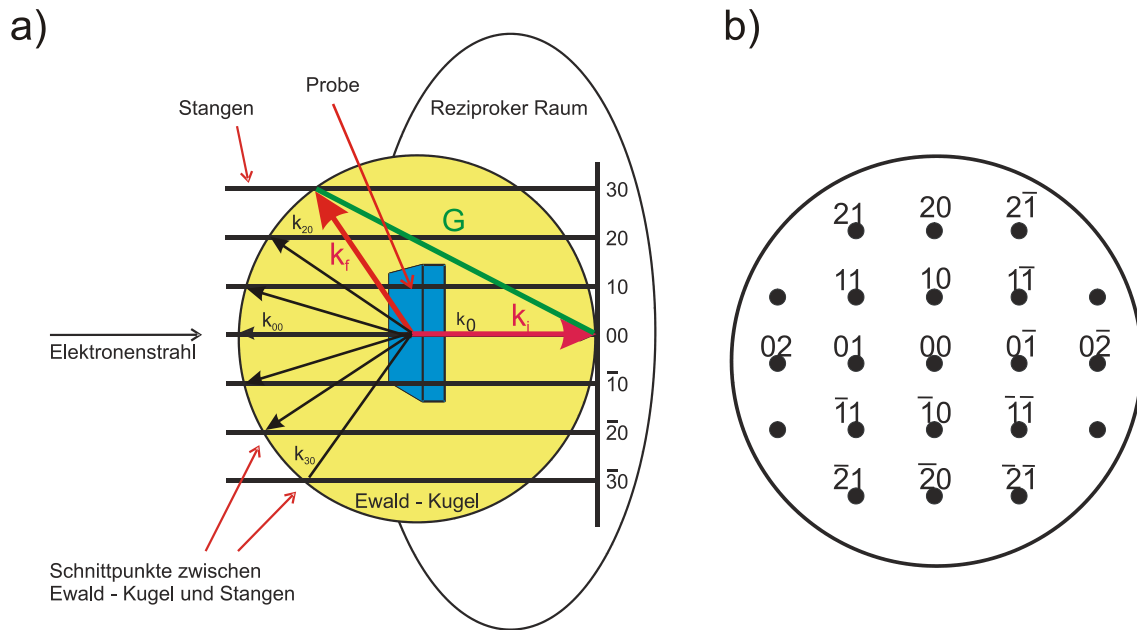 a)
b)
Probe
Stangen
Reziproker Raum
30
G
k₂₀
20
k_f
10
k₀₀
k₀
k_i
00
Elektronenstrahl
1̄0
2̄0
k₃₀
3̄0
Ewald - Kugel
Schnittpunkte zwischen
Ewald - Kugel und Stangen
21 20 21̄
11 10 11̄
02 01 00 01̄ 02̄
1̄1 1̄0 1̄1̄
2̄1 2̄0 2̄1̄